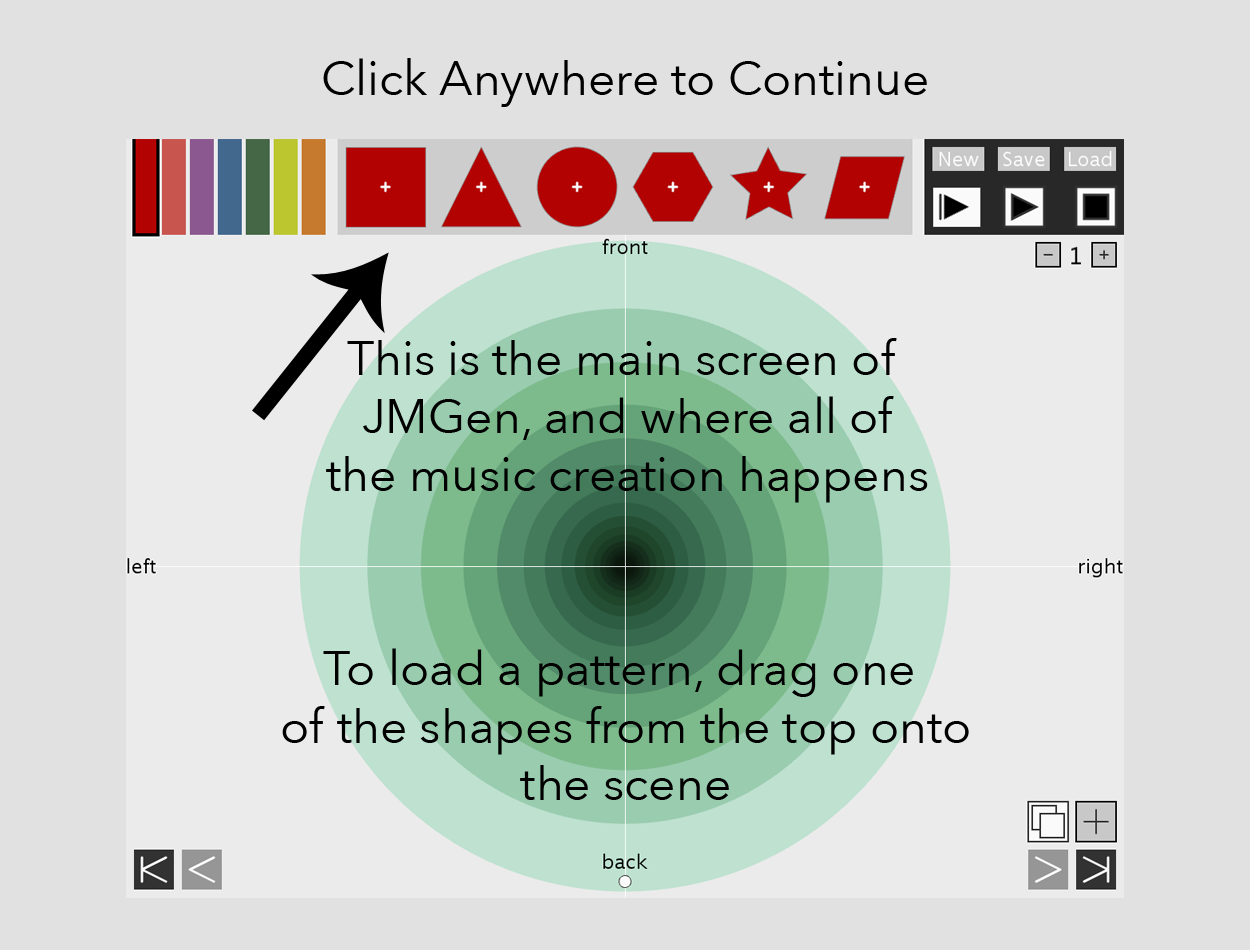 Click Anywhere to Continue
New Save Load
front
- 1 +
This is the main screen of
JMGen, and where all of
the music creation happens
left right
To load a pattern, drag one
of the shapes from the top onto
the scene
back